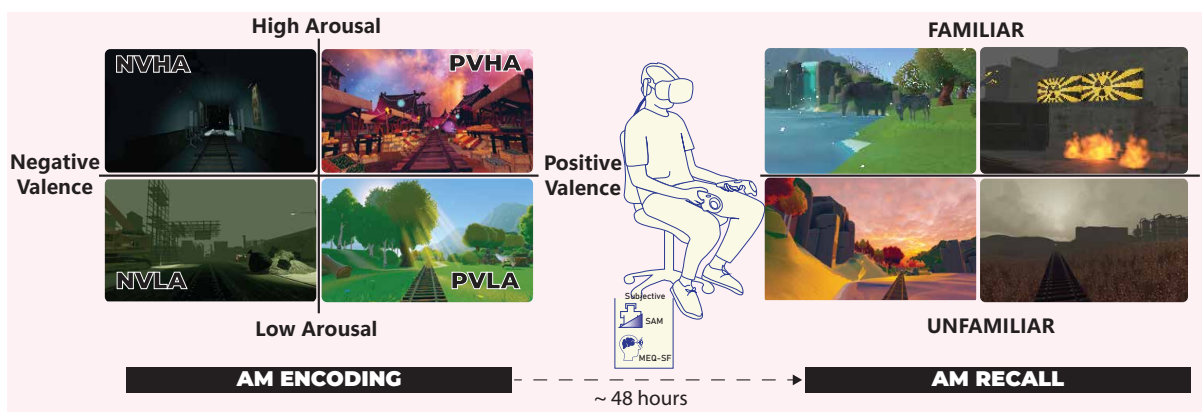 High Arousal
NVHA
PVHA
Negative
Valence
Positive
Valence
NVLA
PVLA
Low Arousal
AM ENCODING
Subjective
SAM
MEQ-SF
~ 48 hours
FAMILIAR
UNFAMILIAR
AM RECALL